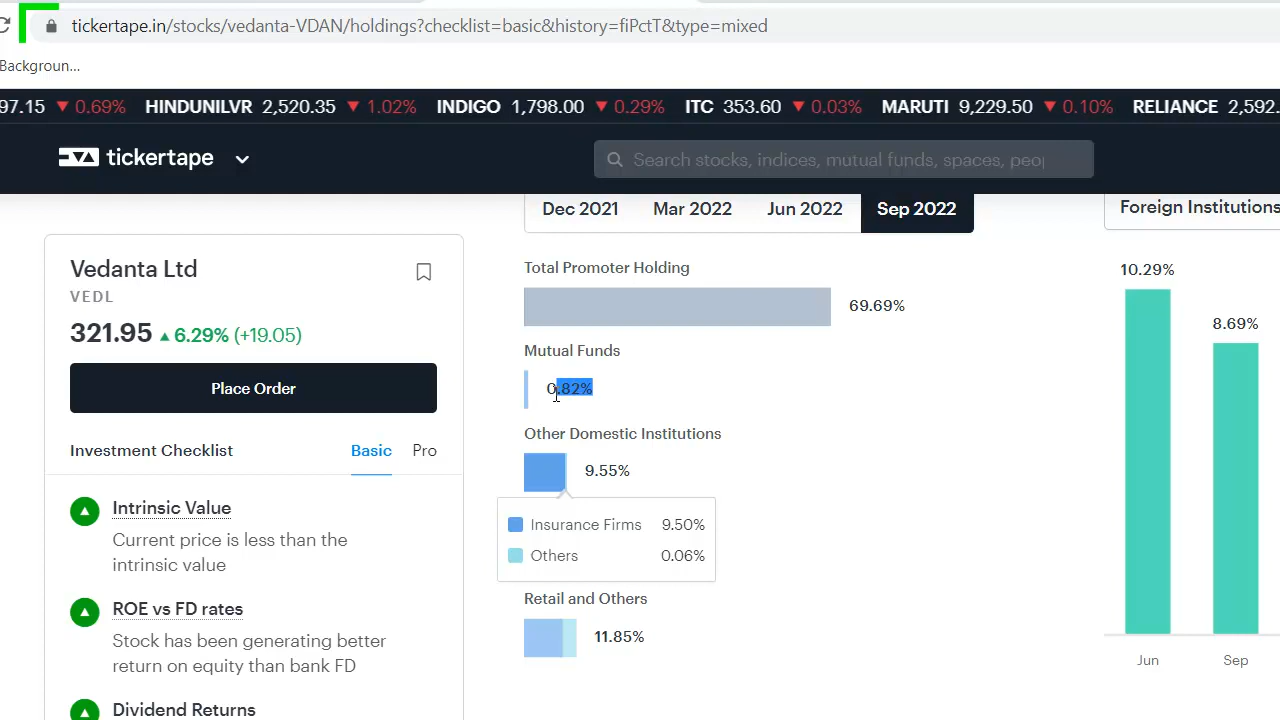 tickertape.in/stocks/vedanta-VDAN/holdings?checklist=basic&history=fiPctT&type=mixed
Backgroun...
97.15 ▼ 0.69% HINDUNILVR 2,520.35 ▼ 1.02% INDIGO 1,798.00 ▼ 0.29% ITC 353.60 ▼ 0.03% MARUTI 9,229.50 ▼ 0.10% RELIANCE 2,592.
tickertape
Search stocks, indices, mutual funds, spaces, peo
Dec 2021 Mar 2022 Jun 2022 Sep 2022
Foreign Institutions
Vedanta Ltd
VEDL
321.95 ▲ 6.29% (+19.05)
Place Order
Investment Checklist Basic Pro
Intrinsic Value
Current price is less than the
intrinsic value
ROE vs FD rates
Stock has been generating better
return on equity than bank FD
Dividend Returns
Total Promoter Holding
69.69%
Mutual Funds
0.82%
Other Domestic Institutions
9.55%
Insurance Firms 9.50%
Others 0.06%
Retail and Others
11.85%
10.29%
8.69%
Jun Sep